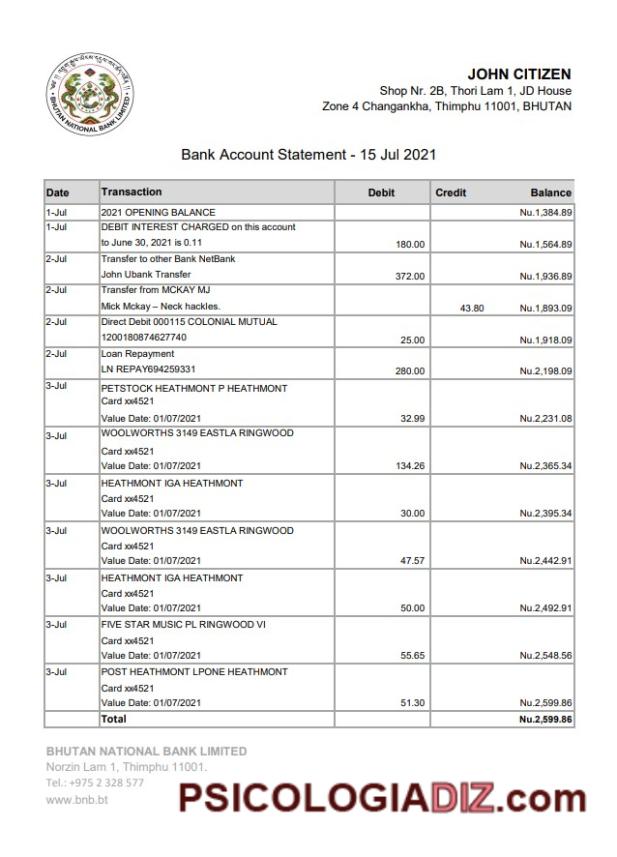 BHUTAN NATIONAL BANK LIMITED
JOHN CITIZEN
Shop Nr. 2B, Thori Lam 1, JD House
Zone 4 Changankha, Thimphu 11001, BHUTAN
Bank Account Statement - 15 Jul 2021
Date Transaction Debit Credit Balance
1-Jul 2021 OPENING BALANCE Nu.1,384.89
1-Jul DEBIT INTEREST CHARGED on this account
to June 30, 2021 is 0.11 180.00 Nu.1,564.89
2-Jul Transfer to other Bank NetBank
John Ubank Transfer 372.00 Nu.1,936.89
2-Jul Transfer from MCKAY MJ
Mick Mckay – Neck hackles. 43.80 Nu.1,893.09
2-Jul Direct Debit 000115 COLONIAL MUTUAL
1200180874627740 25.00 Nu.1,918.09
2-Jul Loan Repayment
LN REPAY694259331 280.00 Nu.2,198.09
3-Jul PETSTOCK HEATHMONT P HEATHMONT
Card xx4521
Value Date: 01/07/2021 32.99 Nu.2,231.08
3-Jul WOOLWORTHS 3149 EASTLA RINGWOOD
Card xx4521
Value Date: 01/07/2021 134.26 Nu.2,365.34
3-Jul HEATHMONT IGA HEATHMONT
Card xx4521
Value Date: 01/07/2021 30.00 Nu.2,395.34
3-Jul WOOLWORTHS 3149 EASTLA RINGWOOD
Card xx4521
Value Date: 01/07/2021 47.57 Nu.2,442.91
3-Jul HEATHMONT IGA HEATHMONT
Card xx4521
Value Date: 01/07/2021 50.00 Nu.2,492.91
3-Jul FIVE STAR MUSIC PL RINGWOOD VI
Card xx4521
Value Date: 01/07/2021 55.65 Nu.2,548.56
3-Jul POST HEATHMONT LPONE HEATHMONT
Card xx4521
Value Date: 01/07/2021 51.30 Nu.2,599.86
Total Nu.2,599.86
BHUTAN NATIONAL BANK LIMITED
Norzin Lam 1, Thimphu 11001.
Tel.: +975 2 328 577
www.bnb.bt
PSICOLOGIADIZ.com